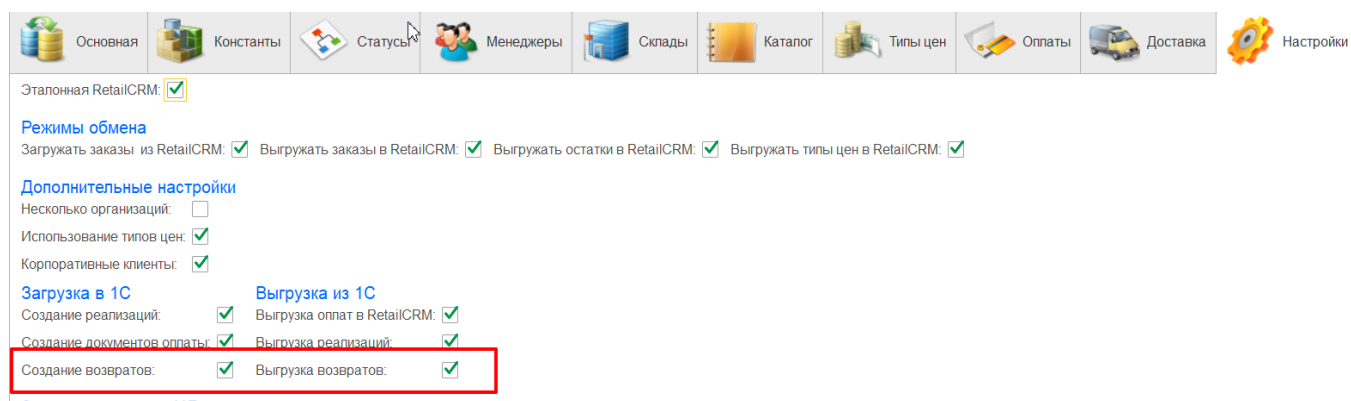 Основная Константы Статусы Менеджеры Склады Каталог Типы цен Оплаты Доставка Настройки
Эталонная RetailCRM:
Режимы обмена
Загружать заказы из RetailCRM: Выгружать заказы в RetailCRM: Выгружать остатки в RetailCRM: Выгружать типы цен в RetailCRM:
Дополнительные настройки
Несколько организаций:
Использование типов цен:
Корпоративные клиенты:
Загрузка в 1С Выгрузка из 1С
Создание реализаций: Выгрузка оплат в RetailCRM:
Создание документов оплаты: Выгрузка реализаций:
Создание возвратов: Выгрузка возвратов: